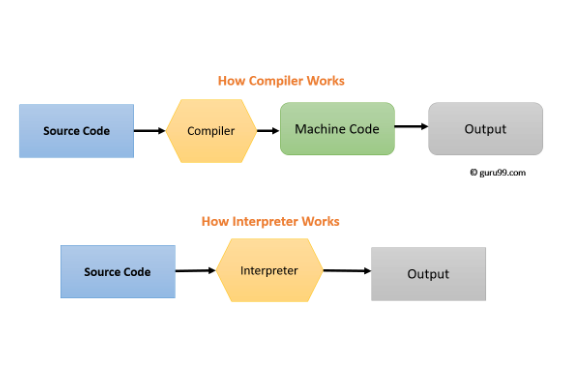 How Compiler Works
Source Code
Compiler
Machine Code
Output
© guru99.com
How Interpreter Works
Source Code
Interpreter
Output